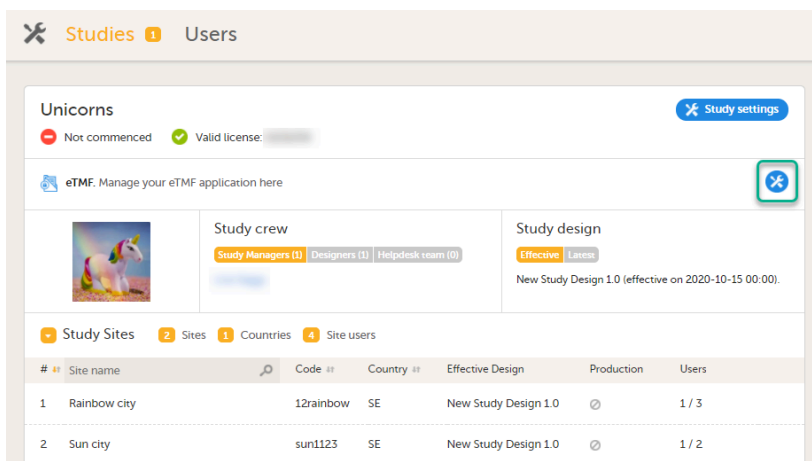 Studies 1 Users
Unicorns
Study settings
Not commenced Valid license:
eTMF. Manage your eTMF application here
Study crew
Study Managers (1) Designers (1) Helpdesk team (0)
Study design
Effective Latest
New Study Design 1.0 (effective on 2020-10-15 00:00).
Study Sites 2 Sites 1 Countries 4 Site users
# Site name Code Country Effective Design Production Users
1 Rainbow city 12rainbow SE New Study Design 1.0 1 / 3
2 Sun city sun1123 SE New Study Design 1.0 1 / 2